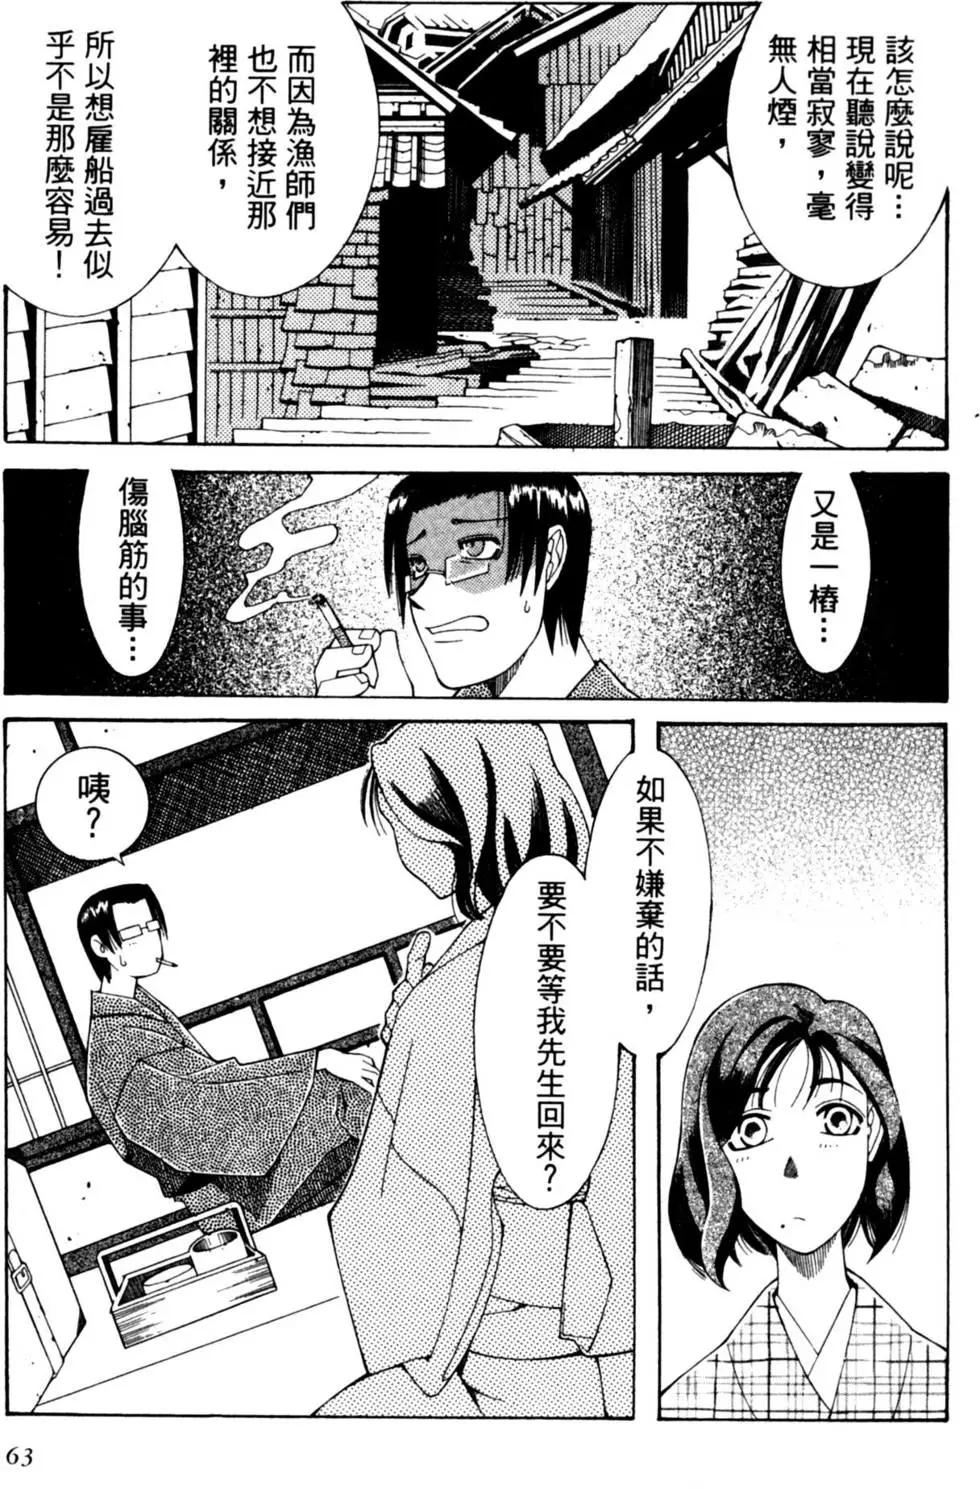 該怎麼說呢…
現在聽說變得
相當寂寥，毫
無人煙，
而因為漁師們
也不想接近那
裡的關係，
所以想雇船過去似
乎不是那麼容易！
又是一樁…
傷腦筋的事…
如果不嫌棄的話，
要不要等我先生回來？
咦？
63